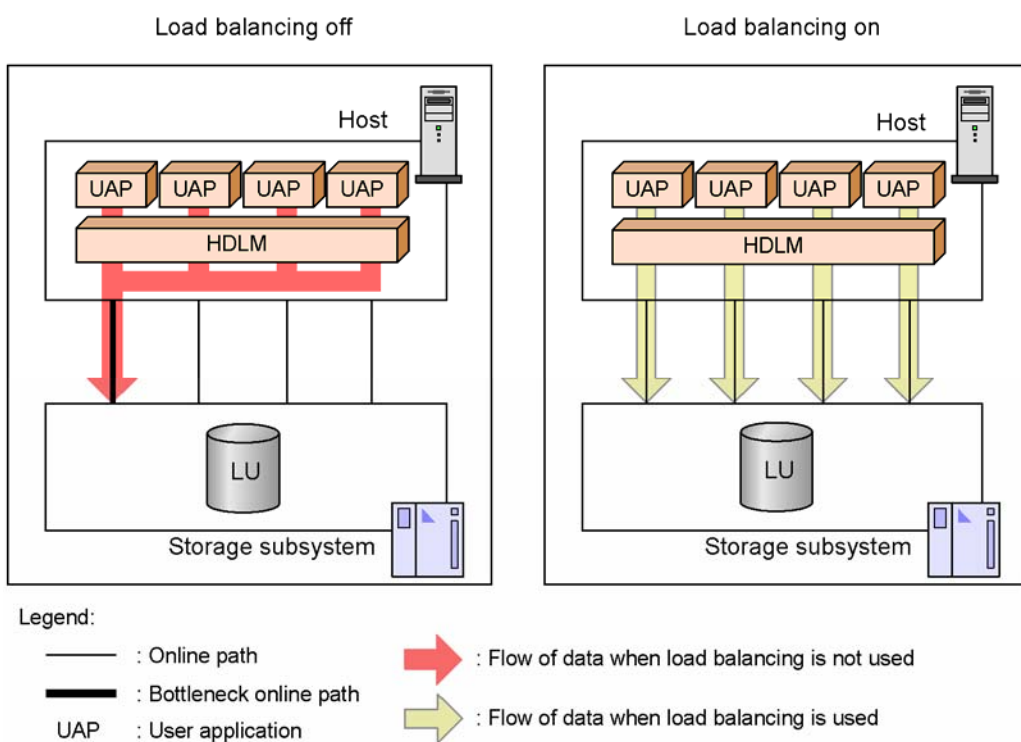 Load balancing off
Load balancing on
Host
UAP UAP UAP UAP
HDLM
LU
Storage subsystem
Host
UAP UAP UAP UAP
HDLM
LU
Storage subsystem
Legend:
: Online path
: Bottleneck online path
UAP : User application
: Flow of data when load balancing is not used
: Flow of data when load balancing is used